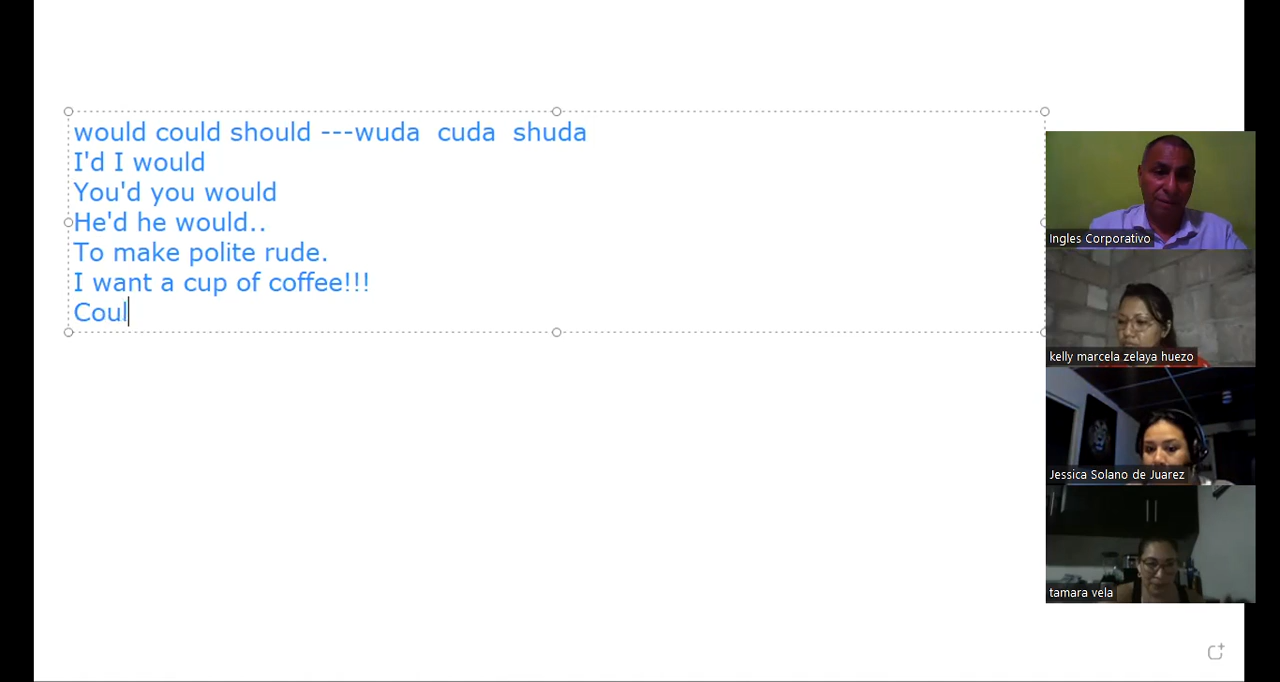 would could should ---wuda  cuda  shuda
I'd I would
You'd you would
He'd he would..
To make polite rude.
I want a cup of coffee!!!
Coul
Ingles Corporativo
kelly marcela zelaya huezo
Jessica Solano de Juarez
tamara vela